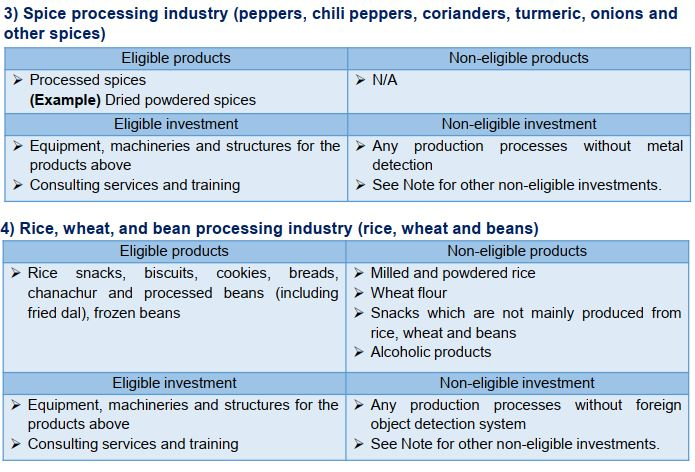 3) Spice processing industry (peppers, chili peppers, corianders, turmeric, onions and
other spices)
Eligible products
Non-eligible products
➢ Processed spices
(Example) Dried powdered spices
➢ N/A
Eligible investment
Non-eligible investment
➢ Equipment, machineries and structures for the
products above
➢ Consulting services and training
➢ Any production processes without metal
detection
➢ See Note for other non-eligible investments.
4) Rice, wheat, and bean processing industry (rice, wheat and beans)
Eligible products
Non-eligible products
➢ Rice snacks, biscuits, cookies, breads,
chanachur and processed beans (including
fried dal), frozen beans
➢ Milled and powdered rice
➢ Wheat flour
➢ Snacks which are not mainly produced from
rice, wheat and beans
➢ Alcoholic products
Eligible investment
Non-eligible investment
➢ Equipment, machineries and structures for the
products above
➢ Consulting services and training
➢ Any production processes without foreign
object detection system
➢ See Note for other non-eligible investments.